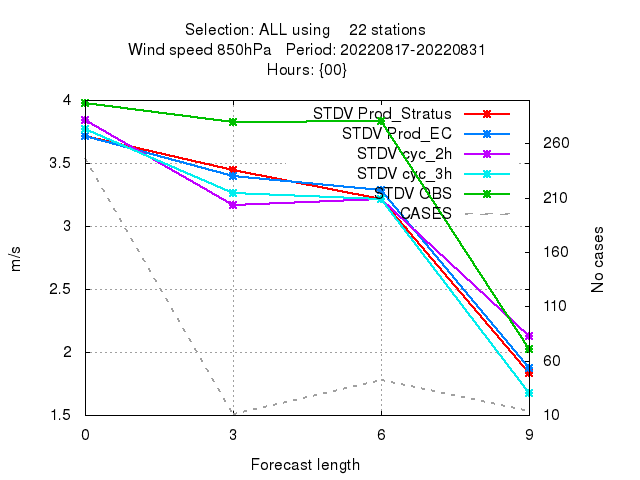 Selection: ALL using 22 stations
Wind speed 850hPa Period: 20220817-20220831
Hours: {00}
STDV Prod_Stratus
STDV Prod_EC
STDV cyc_2h
STDV cyc_3h
STDV OBS
CASES
4
3.5
3
2.5
2
1.5
260
210
160
110
60
10
m/s
No cases
0 3 6 9
Forecast length